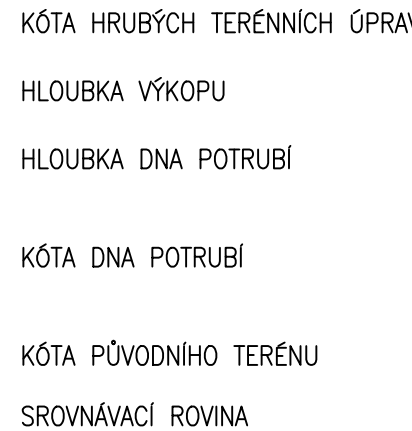 KÓTA HRUBÝCH TERÉNNÍCH ÚPRAV
HLOUBKA VÝKOPU
HLOUBKA DNA POTRUBÍ
KÓTA DNA POTRUBÍ
KÓTA PŮVODNÍHO TERÉNU
SROVNÁVACÍ ROVINA